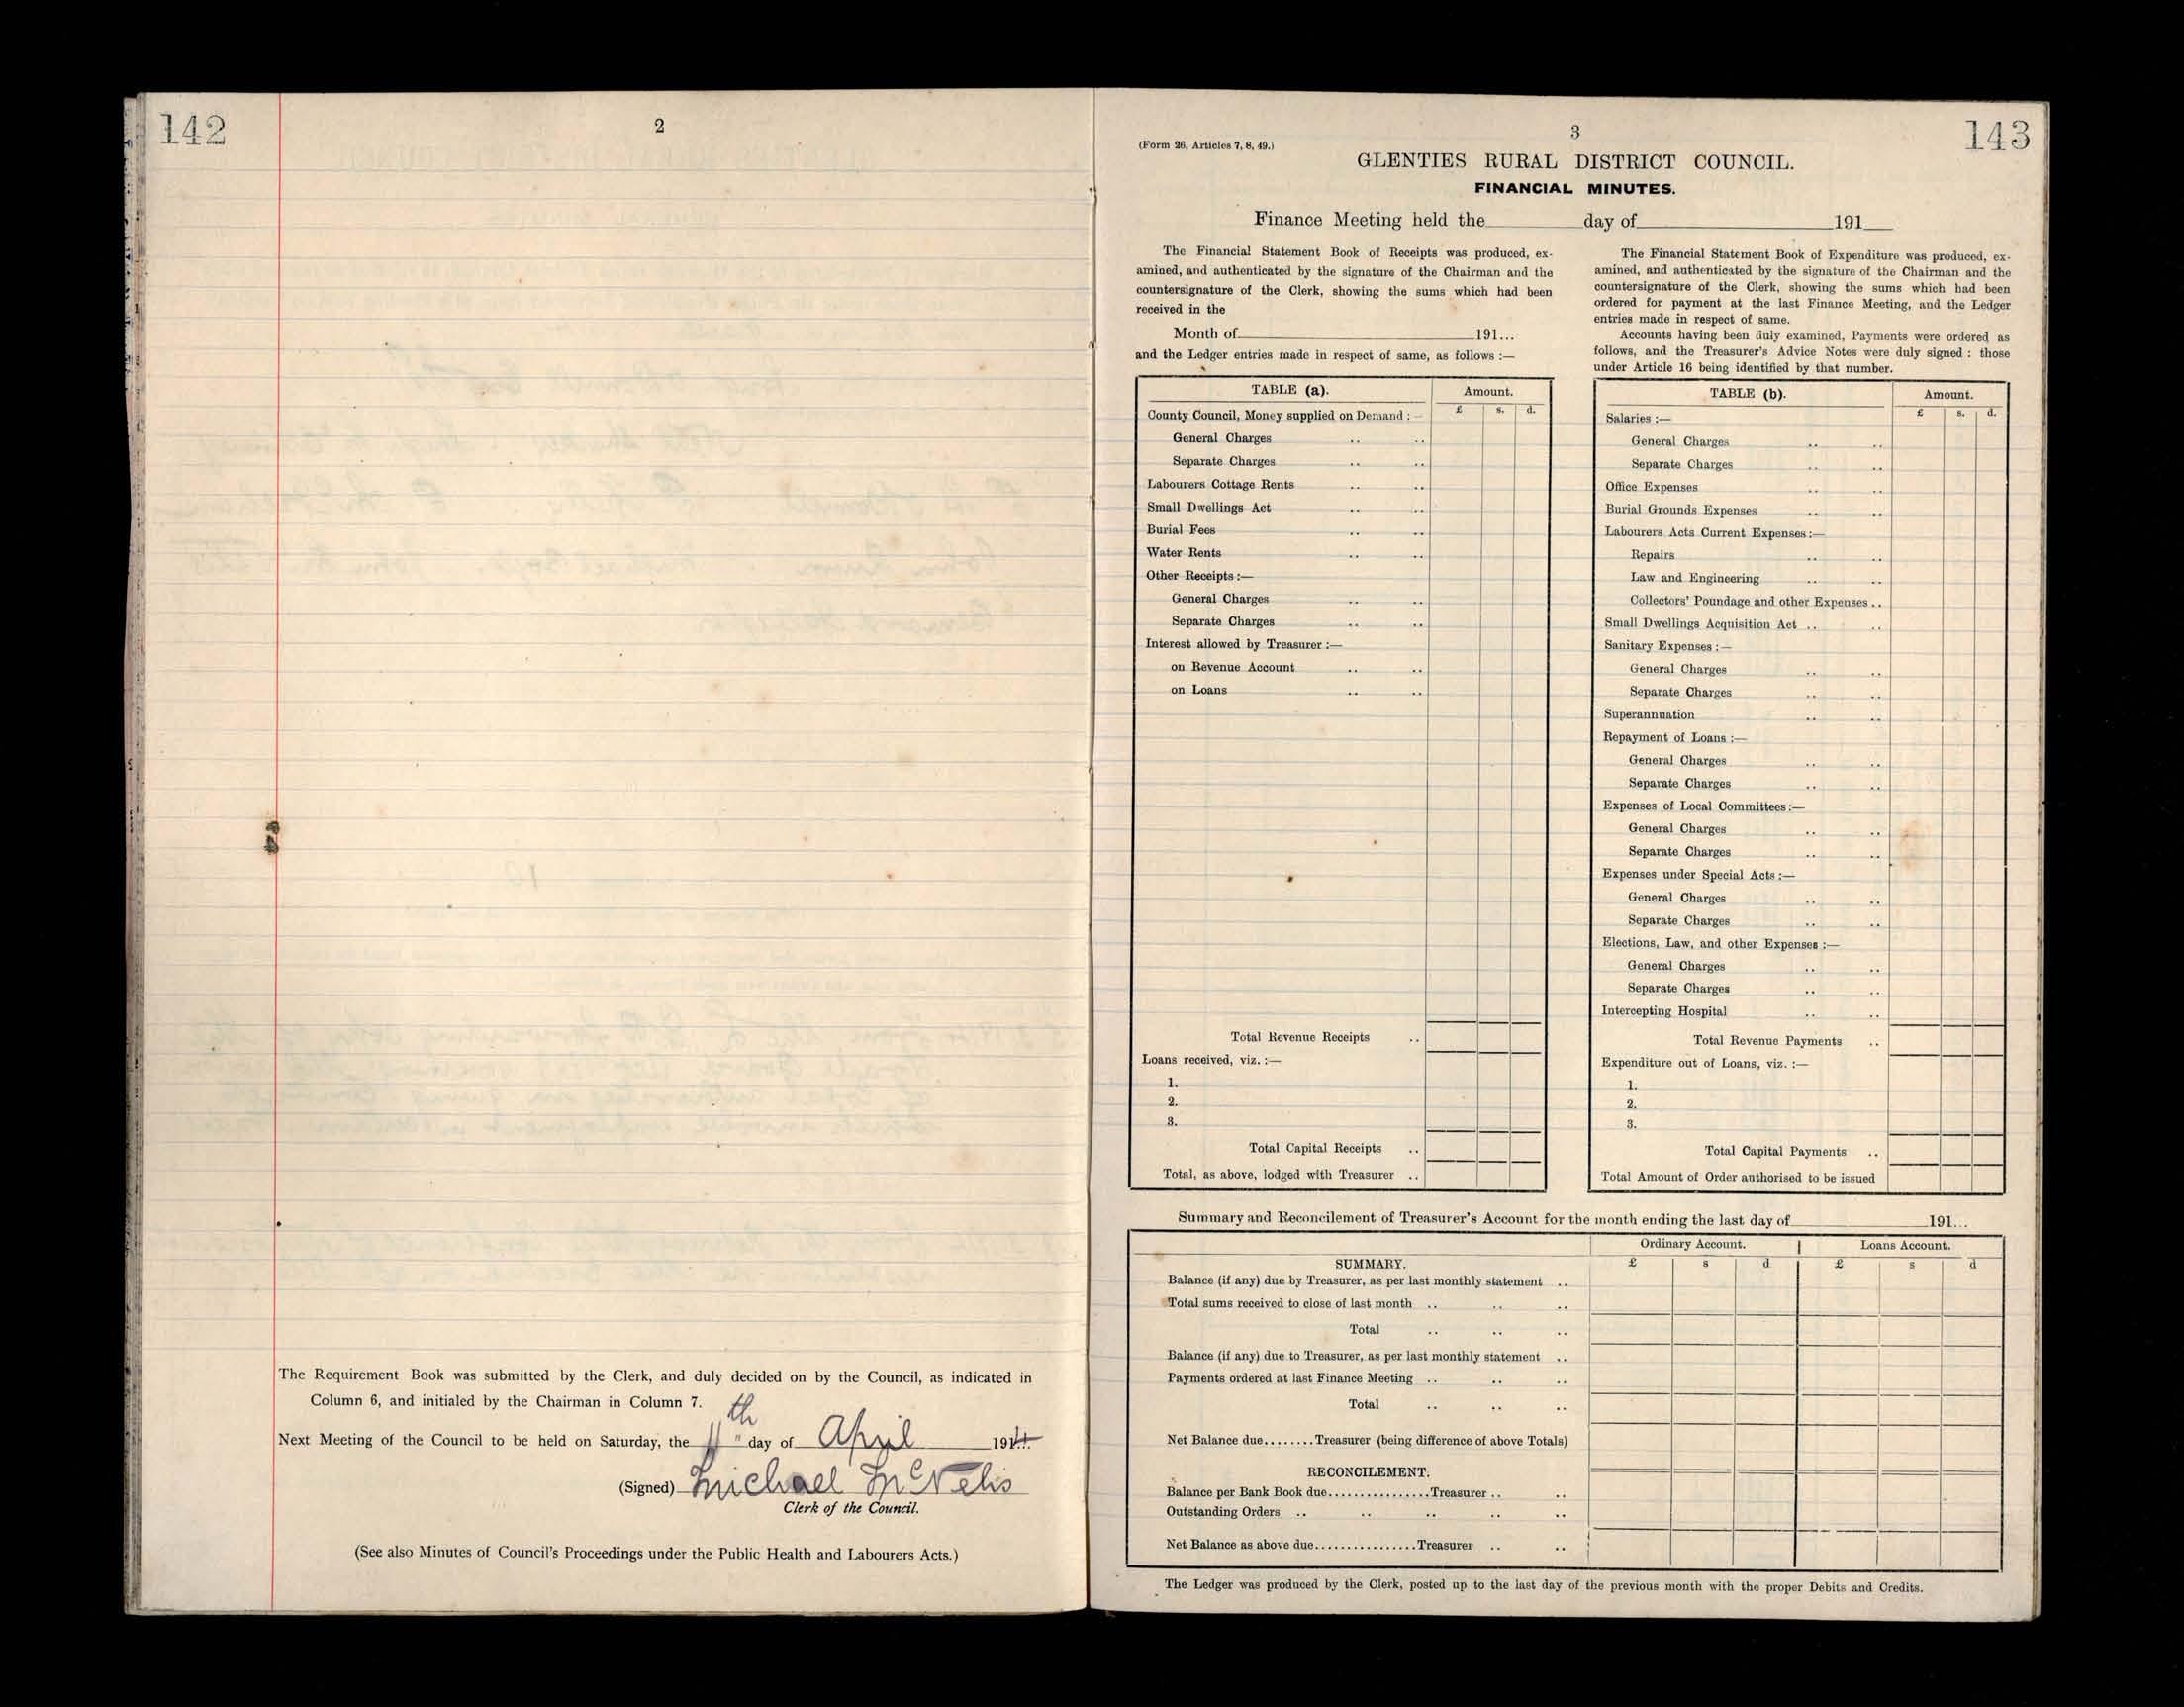 142
2
The Requirement Book was submitted by the Clerk, and duly decided on by the Council, as indicated in
Column 6, and initialed by the Chairman in Column 7.
Next Meeting of the Council to be held on Saturday, the 11th " day of April 1914.
(Signed) Michael McNelis
Clerk of the Council.
(See also Minutes of Council's Proceedings under the Public Health and Labourers Acts.)
143
3
(Form 26, Articles 7, 8, 49.)
GLENTIES RURAL DISTRICT COUNCIL.
FINANCIAL MINUTES.
Finance Meeting held the day of 191
The Financial Statement Book of Receipts was produced, ex-
amined, and authenticated by the signature of the Chairman and the
countersignature of the Clerk, showing the sums which had been
received in the
Month of 191...
and the Ledger entries made in respect of same, as follows :—
TABLE (a). Amount.
£ s. d.
County Council, Money supplied on Demand : –
General Charges .. ..
Separate Charges .. ..
Labourers Cottage Rents .. ..
Small Dwellings Act .. ..
Burial Fees .. ..
Water Rents .. ..
Other Receipts :—
General Charges .. ..
Separate Charges .. ..
Interest allowed by Treasurer :—
on Revenue Account .. ..
on Loans .. ..
Total Revenue Receipts ..
Loans received, viz. :—
1.
2.
3.
Total Capital Receipts ..
Total, as above, lodged with Treasurer ..
The Financial Statement Book of Expenditure was produced, ex-
amined, and authenticated by the signature of the Chairman and the
countersignature of the Clerk, showing the sums which had been
ordered for payment at the last Finance Meeting, and the Ledger
entries made in respect of same.
Accounts having been duly examined, Payments were ordered as
follows, and the Treasurer's Advice Notes were duly signed : those
under Article 16 being identified by that number.
TABLE (b). Amount.
£ s. d.
Salaries :—
General Charges .. ..
Separate Charges .. ..
Office Expenses .. ..
Burial Grounds Expenses .. ..
Labourers Acts Current Expenses :—
Repairs .. ..
Law and Engineering .. ..
Collectors' Poundage and other Expenses ..
Small Dwellings Acquisition Act .. ..
Sanitary Expenses : —
General Charges .. ..
Separate Charges .. ..
Superannuation .. ..
Repayment of Loans :—
General Charges .. ..
Separate Charges .. ..
Expenses of Local Committees :—
General Charges .. ..
Separate Charges .. ..
Expenses under Special Acts :—
General Charges .. ..
Separate Charges .. ..
Elections, Law, and other Expenses :—
General Charges .. ..
Separate Charges .. ..
Intercepting Hospital .. ..
Total Revenue Payments ..
Expenditure out of Loans, viz. :—
1.
2.
3.
Total Capital Payments ..
Total Amount of Order authorised to be issued
Summary and Reconcilement of Treasurer's Account for the month ending the last day of 191...
Ordinary Account. Loans Account.
SUMMARY. £ s d £ s d
Balance (if any) due by Treasurer, as per last monthly statement ..
Total sums received to close of last month .. .. ..
Total .. .. ..
Balance (if any) due to Treasurer, as per last monthly statement ..
Payments ordered at last Finance Meeting .. .. ..
Total .. .. ..
Net Balance due........Treasurer (being difference of above Totals)
RECONCILEMENT.
Balance per Bank Book due................Treasurer .. ..
Outstanding Orders .. .. .. .. ..
Net Balance as above due................Treasurer .. ..
The Ledger was produced by the Clerk, posted up to the last day of the previous month with the proper Debits and Credits.